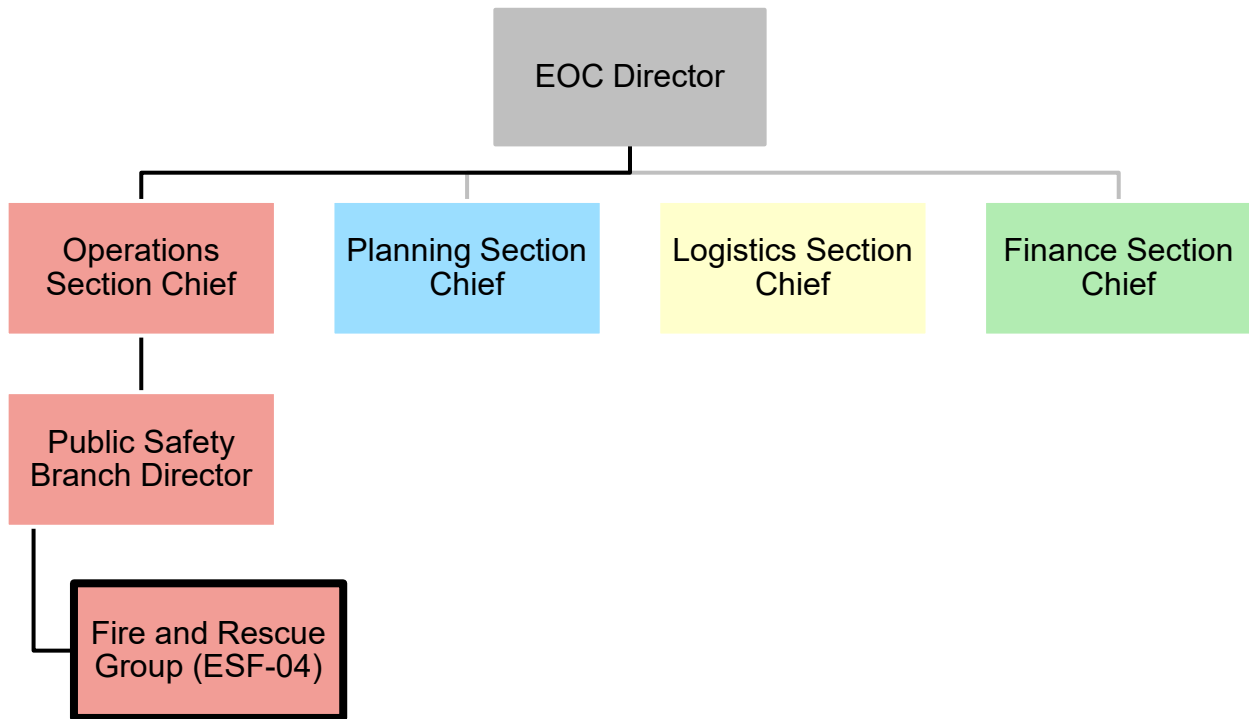 EOC Director
Operations
Section Chief
Planning Section
Chief
Logistics Section
Chief
Finance Section
Chief
Public Safety
Branch Director
Fire and Rescue
Group (ESF-04)